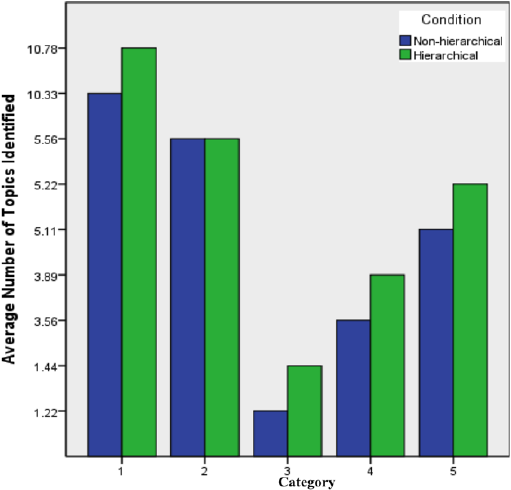 Condition
Non-hierarchical
Hierarchical
Average Number of Topics Identified
10.78
10.33
5.56
5.22
5.11
3.89
3.56
1.44
1.22
1 2 3 4 5
Category